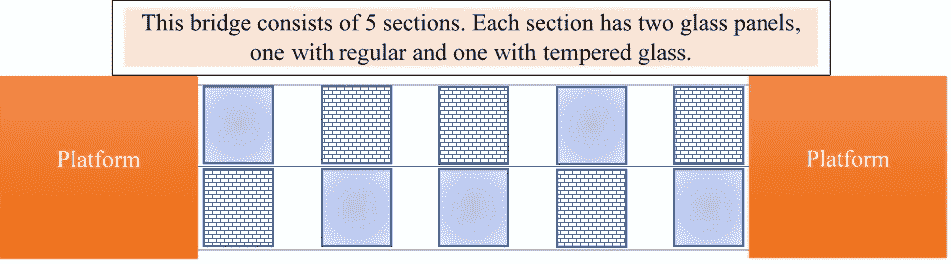 This bridge consists of 5 sections. Each section has two glass panels,
one with regular and one with tempered glass.
Platform
Platform